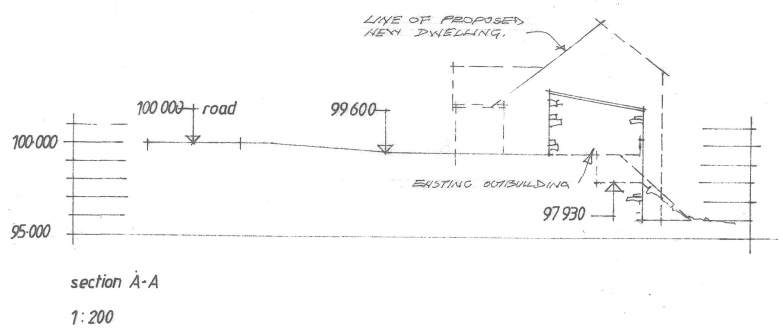 LINE OF PROPOSED
NEW DWELLING.
100 000 road
99 600
100·000
EXISTING OUTBUILDING
97 930
95·000
section A-A
1:200